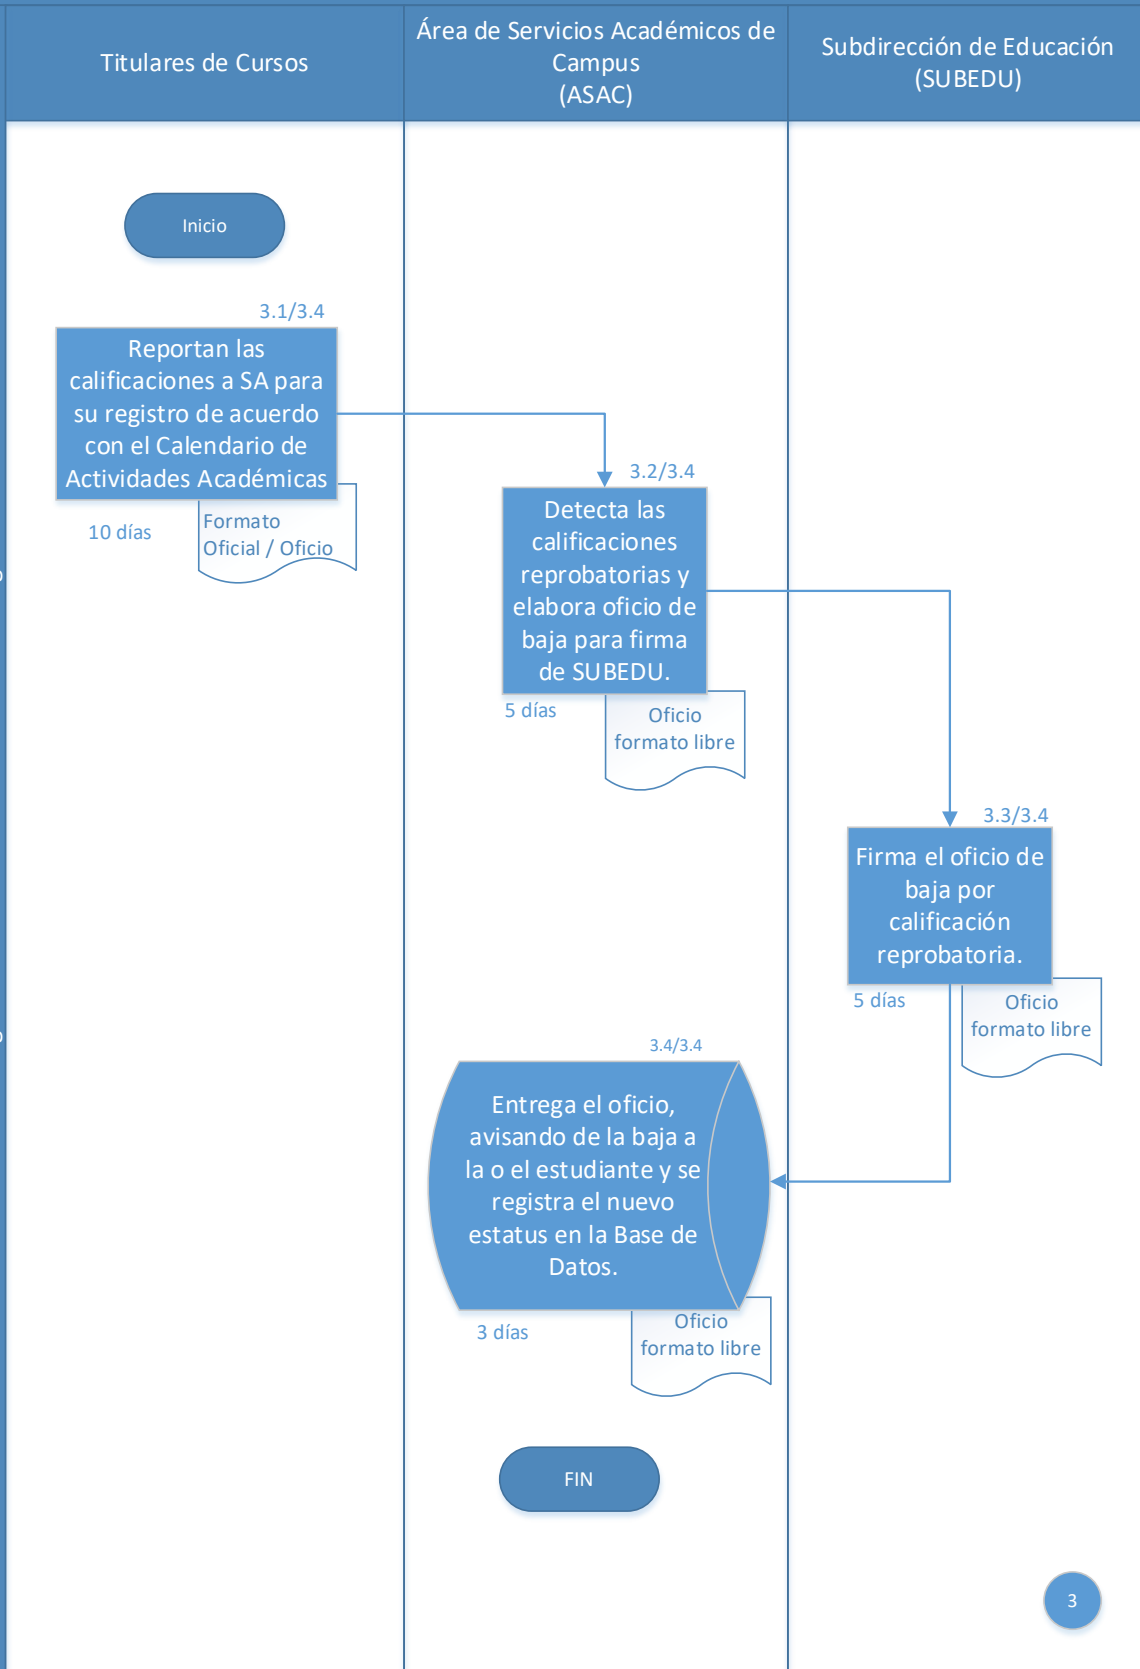 Titulares de Cursos
Área de Servicios Académicos de
Campus
(ASAC)
Subdirección de Educación
(SUBEDU)
Inicio
3.1/3.4
Reportan las
calificaciones a SA para
su registro de acuerdo
con el Calendario de
Actividades Académicas
10 días
Formato
Oficial / Oficio
3.2/3.4
Detecta las
calificaciones
reprobatorias y
elabora oficio de
baja para firma
de SUBEDU.
5 días
Oficio
formato libre
3.3/3.4
Firma el oficio de
baja por
calificación
reprobatoria.
5 días
Oficio
formato libre
3.4/3.4
Entrega el oficio,
avisando de la baja a
la o el estudiante y se
registra el nuevo
estatus en la Base de
Datos.
3 días
Oficio
formato libre
FIN
3